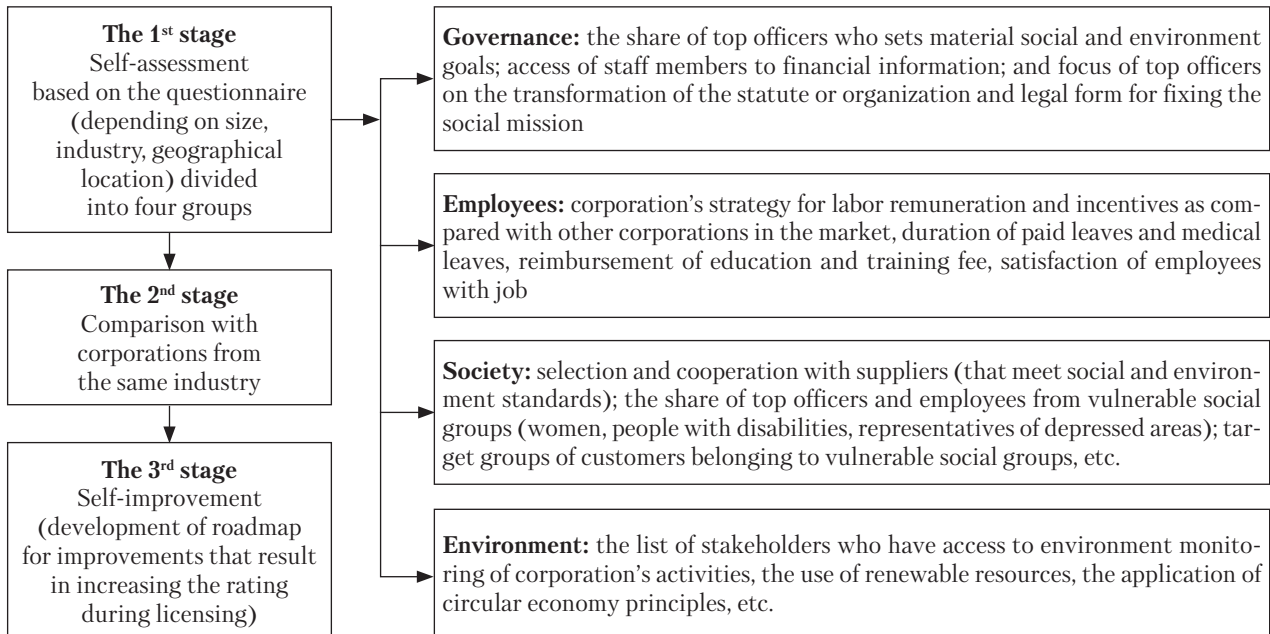 The 1st stage
Self-assessment
based on the questionnaire
(depending on size,
industry, geographical
location) divided
into four groups
The 2nd stage
Comparison with
corporations from
the same industry
The 3rd stage
Self-improvement
(development of roadmap
for improvements that result
in increasing the rating
during licensing)
Governance: the share of top officers who sets material social and environment
goals; access of staff members to financial information; and focus of top officers
on the transformation of the statute or organization and legal form for fixing the
social mission
Employees: corporation's strategy for labor remuneration and incentives as com-
pared with other corporations in the market, duration of paid leaves and medical
leaves, reimbursement of education and training fee, satisfaction of employees
with job
Society: selection and cooperation with suppliers (that meet social and environ-
ment standards); the share of top officers and employees from vulnerable social
groups (women, people with disabilities, representatives of depressed areas); tar-
get groups of customers belonging to vulnerable social groups, etc.
Environment: the list of stakeholders who have access to environment monito-
ring of corporation's activities, the use of renewable resources, the application of
circular economy principles, etc.